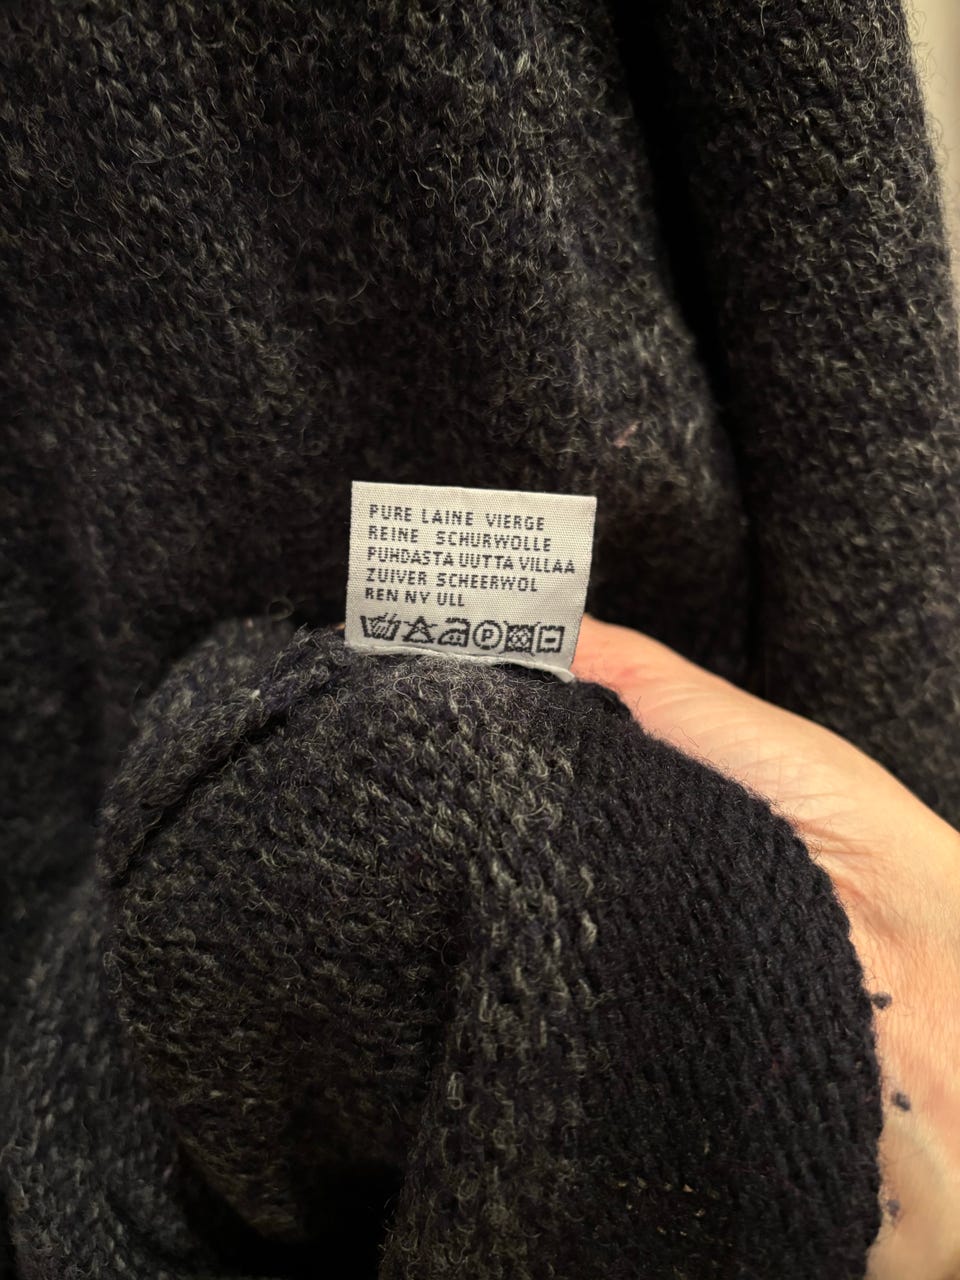 PURE LAINE VIERGE
REINE SCHURWOLLE
PUHDASTA UUTTA VILLAA
ZUIVER SCHEERWOL
REN NY ULL
P